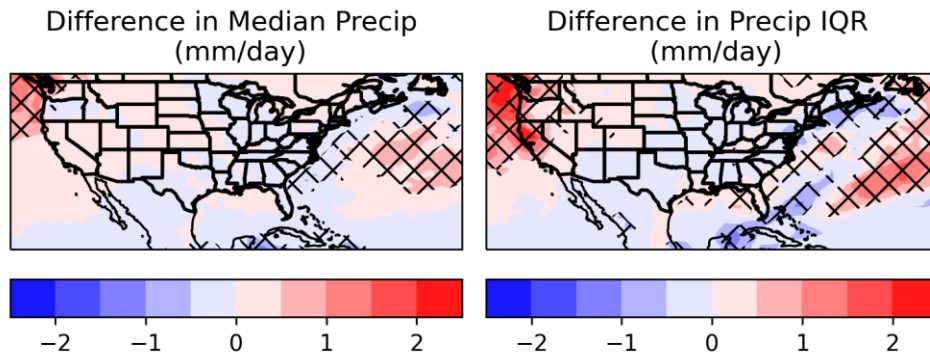 Difference in Median Precip
(mm/day)
Difference in Precip IQR
(mm/day)
−2 −1 0 1 2
−2 −1 0 1 2